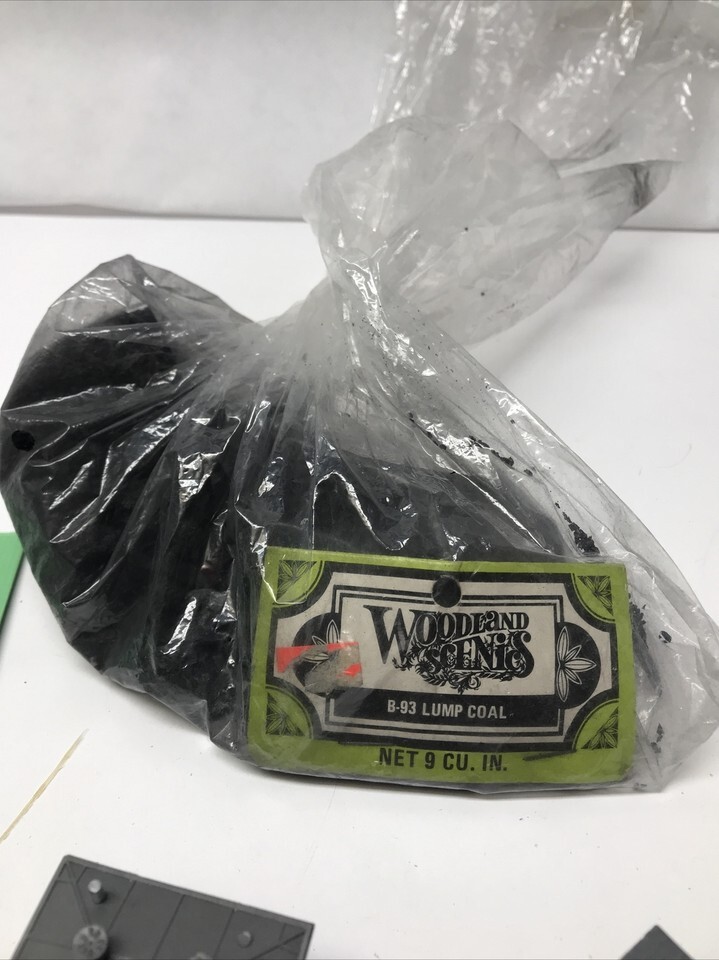 WOODLAND
SCENICS
B-93 LUMP COAL
NET 9 CU. IN.